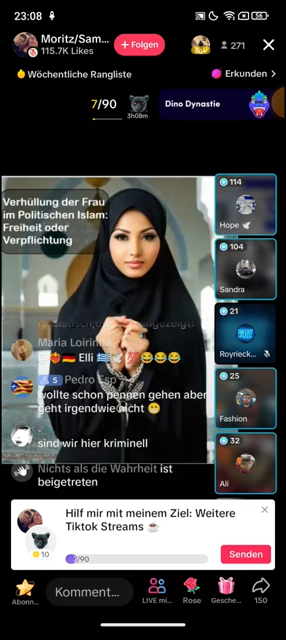 23:08
56
Moritz/Sam...
115.7K Likes
+ Folgen
271
Wöchentliche Rangliste
Erkunden >
7/90
3h08m
Dino Dynastie
Verhüllung der Frau
im Politischen Islam:
Freiheit oder
Verpflichtung
114
Hope
104
Sandra
21
Royrieck...
25
Fashion
32
Ali
Maria Loirinha
Elli
5 Pedro Esp
wollte schon pennen gehen aber
geht irgendwie nicht
sind wir hier kriminell
Nichts als die Wahrheit ist
beigetreten
Hilf mir mit meinem Ziel: Weitere
Tiktok Streams
10
7/90
Senden
Abonn...
Komment...
LIVE mi...
Rose
Gesche...
150